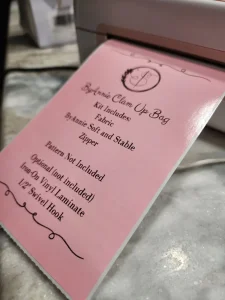 ByAnnie Clam Up Bag
Kit Includes:
Fabric
ByAnnie Soft and Stable
Zipper
Pattern Not Included
Optional (not included)
Iron-On Vinyl Laminate
1/2" Swivel Hook